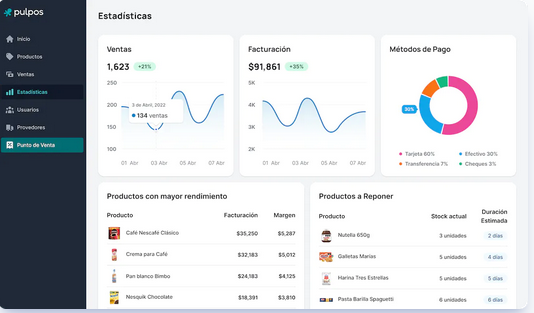 pulpos
Inicio
Productos
Ventas
Estadísticas
Usuarios
Provedores
Punto de Venta
Estadísticas
Ventas
1,623 +21%
250
200
150
100
3 de Abril, 2022
134 ventas
01 Abr 03 Abr 05 Abr 07 Abr
Facturación
$91,861 +35%
5K
4K
3K
2K
01 Abr 03 Abr 05 Abr 07 Abr
Métodos de Pago
30%
Tarjeta 60% Efectivo 30%
Transferencia 7% Cheques 3%
Productos con mayor rendimiento
Producto Facturación Margen
Café Nescafé Clásico $35,250 $5,287
Crema para Café $32,183 $5,012
Pan blanco Bimbo $24,183 $4,125
Nesquik Chocolate $18,391 $3,810
Productos a Reponer
Producto Stock actual Duración Estimada
Nutella 650g 3 unidades 2 días
Galletas Marias 5 unidades 4 días
Harina Tres Estrellas 5 unidades 5 días
Pasta Barilla Spaguetti 6 unidades 6 días